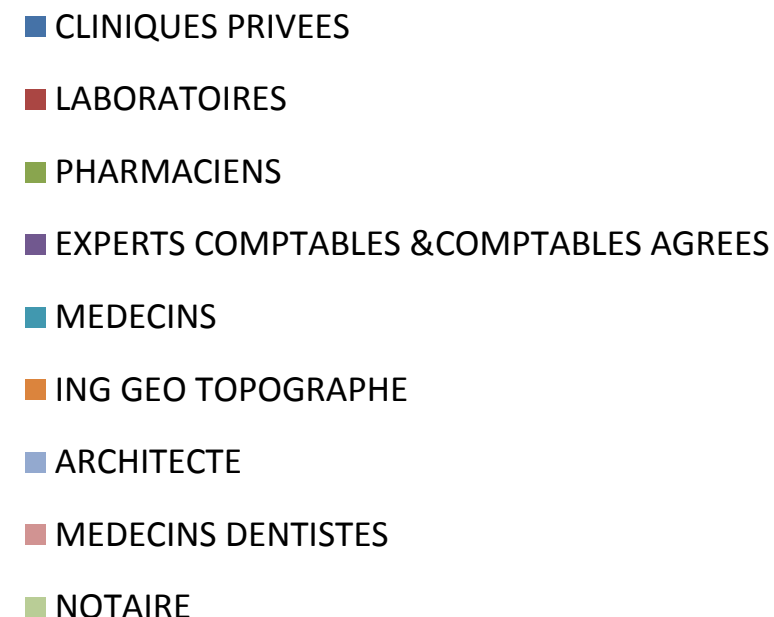 CLINIQUES PRIVEES
LABORATOIRES
PHARMACIENS
EXPERTS COMPTABLES &COMPTABLES AGREES
MEDECINS
ING GEO TOPOGRAPHE
ARCHITECTE
MEDECINS DENTISTES
NOTAIRE